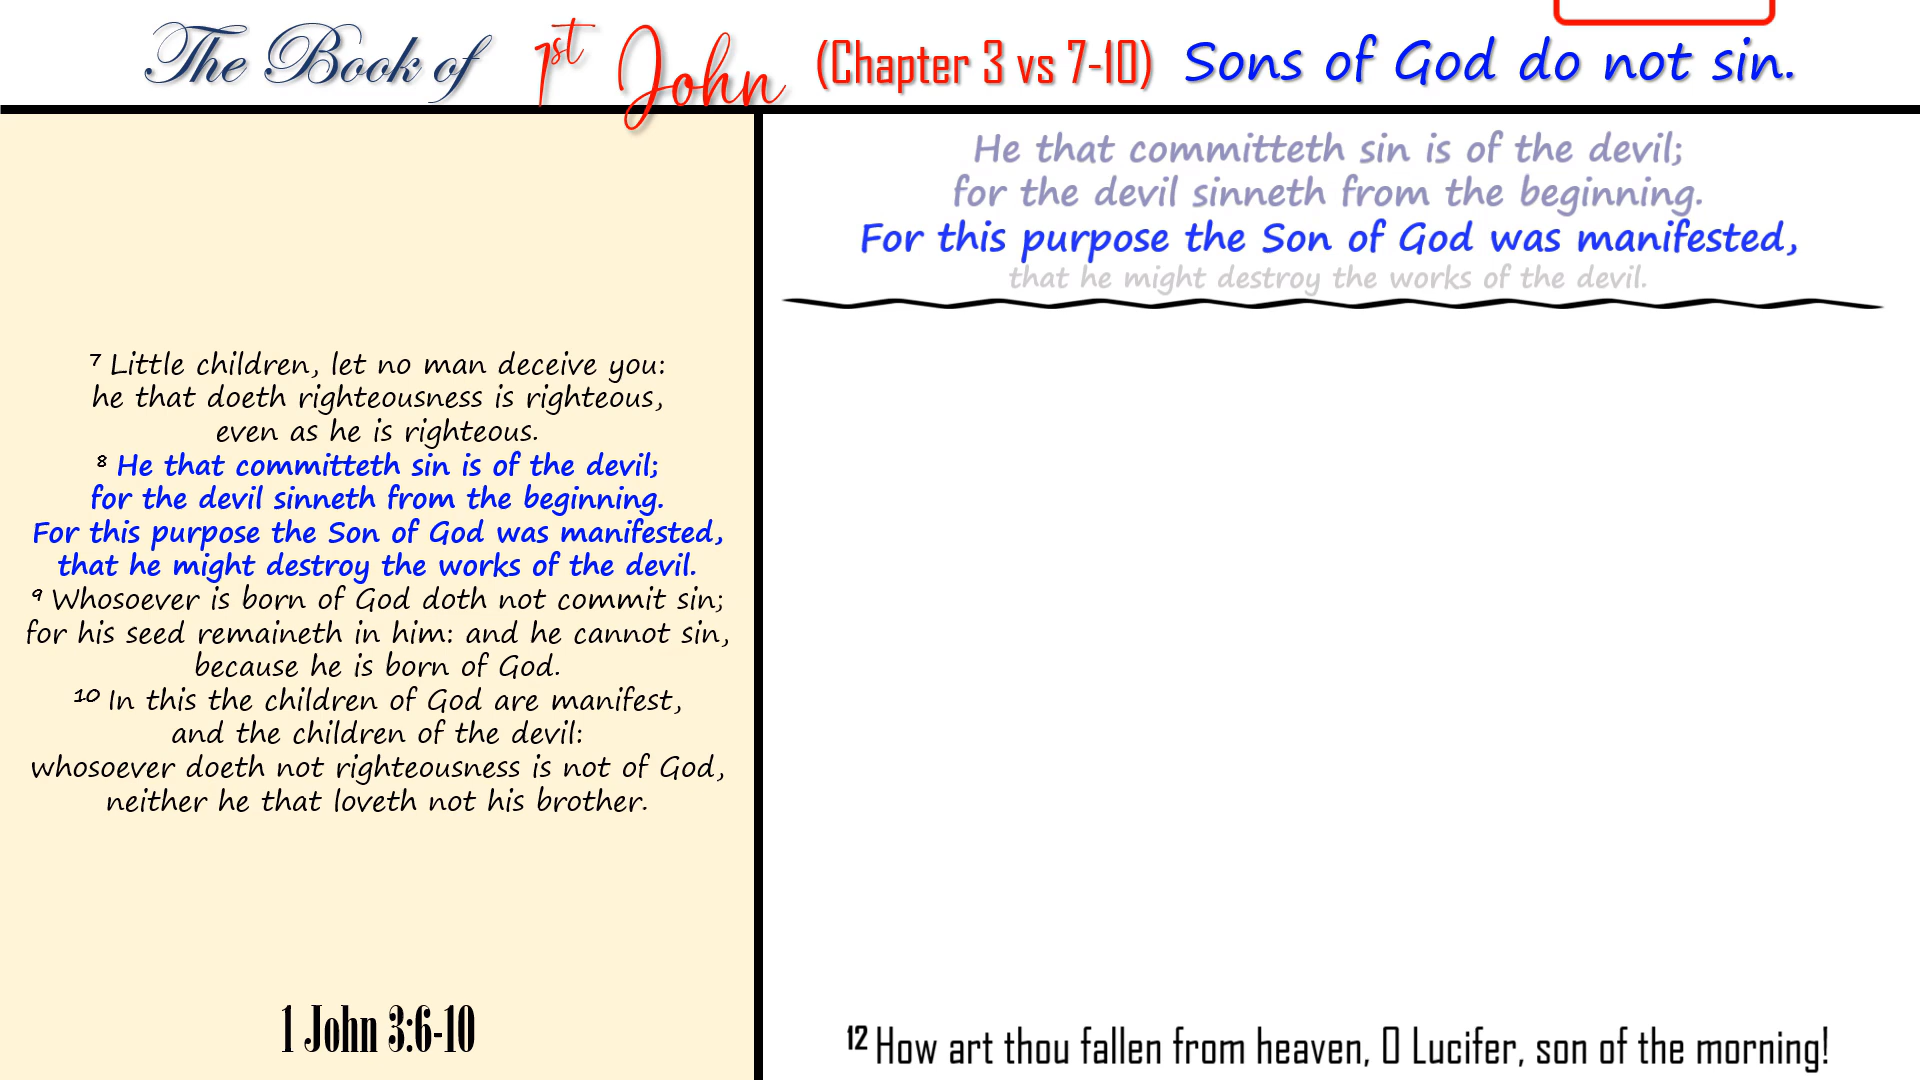 The Book of 1st John (Chapter 3 vs 7-10) Sons of God do not sin.
7 Little children, let no man deceive you:
he that doeth righteousness is righteous,
even as he is righteous.
8 He that committeth sin is of the devil;
for the devil sinneth from the beginning.
For this purpose the Son of God was manifested,
that he might destroy the works of the devil.
9 Whosoever is born of God doth not commit sin;
for his seed remaineth in him: and he cannot sin,
because he is born of God.
10 In this the children of God are manifest,
and the children of the devil:
whosoever doeth not righteousness is not of God,
neither he that loveth not his brother.
1 John 3:6-10
He that committeth sin is of the devil;
for the devil sinneth from the beginning.
For this purpose the Son of God was manifested,
that he might destroy the works of the devil.
12 How art thou fallen from heaven, O Lucifer, son of the morning!